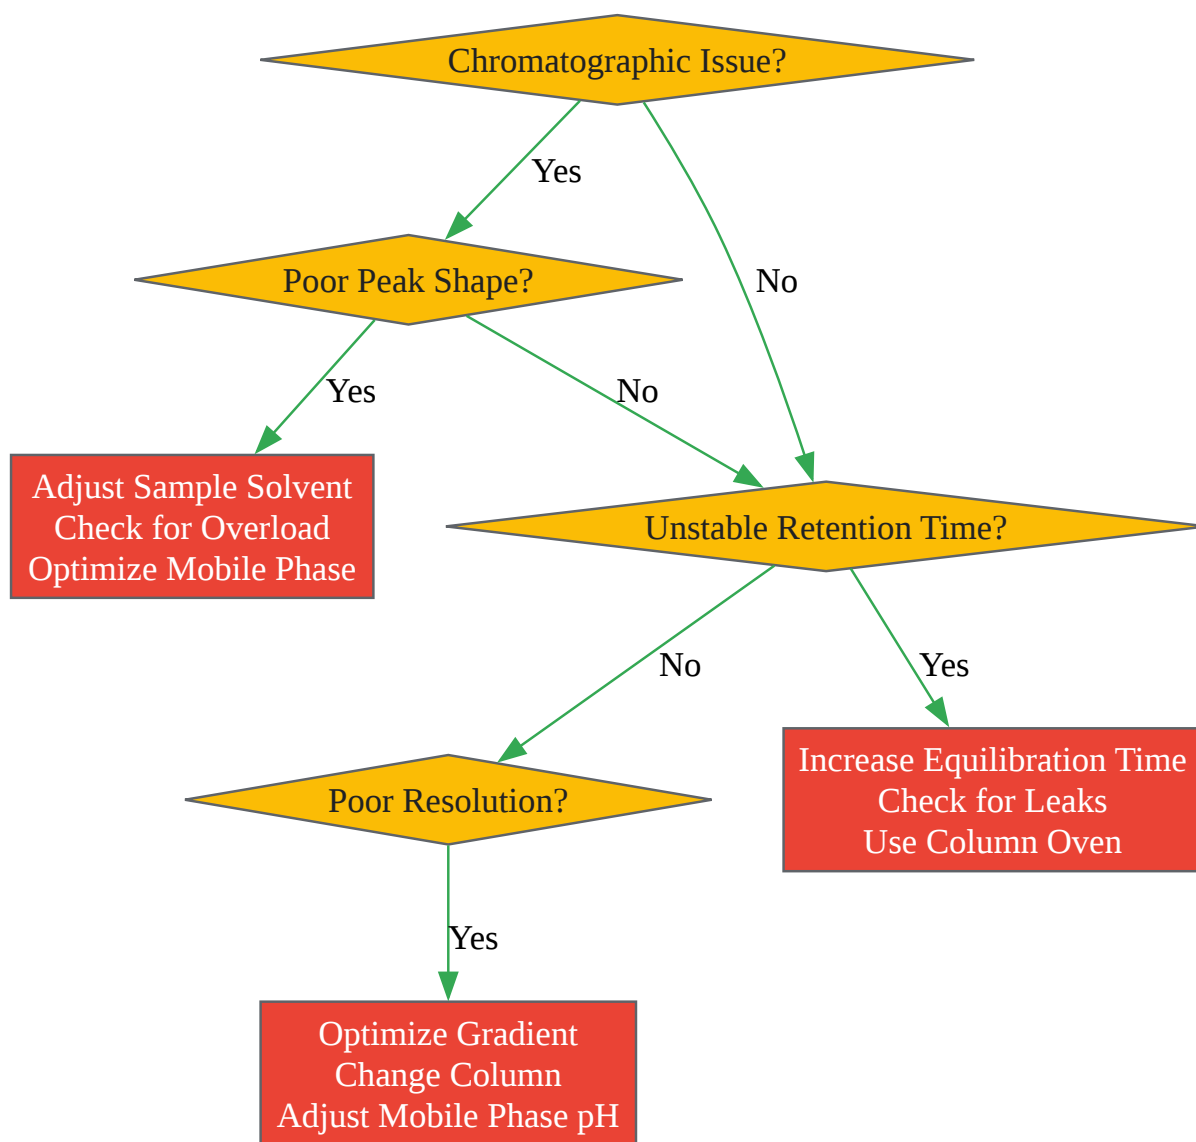 Chromatographic Issue?
Yes
Poor Peak Shape?
No
Yes
No
Adjust Sample Solvent
Check for Overload
Optimize Mobile Phase
Unstable Retention Time?
No
Yes
Increase Equilibration Time
Check for Leaks
Use Column Oven
Poor Resolution?
Yes
Optimize Gradient
Change Column
Adjust Mobile Phase pH